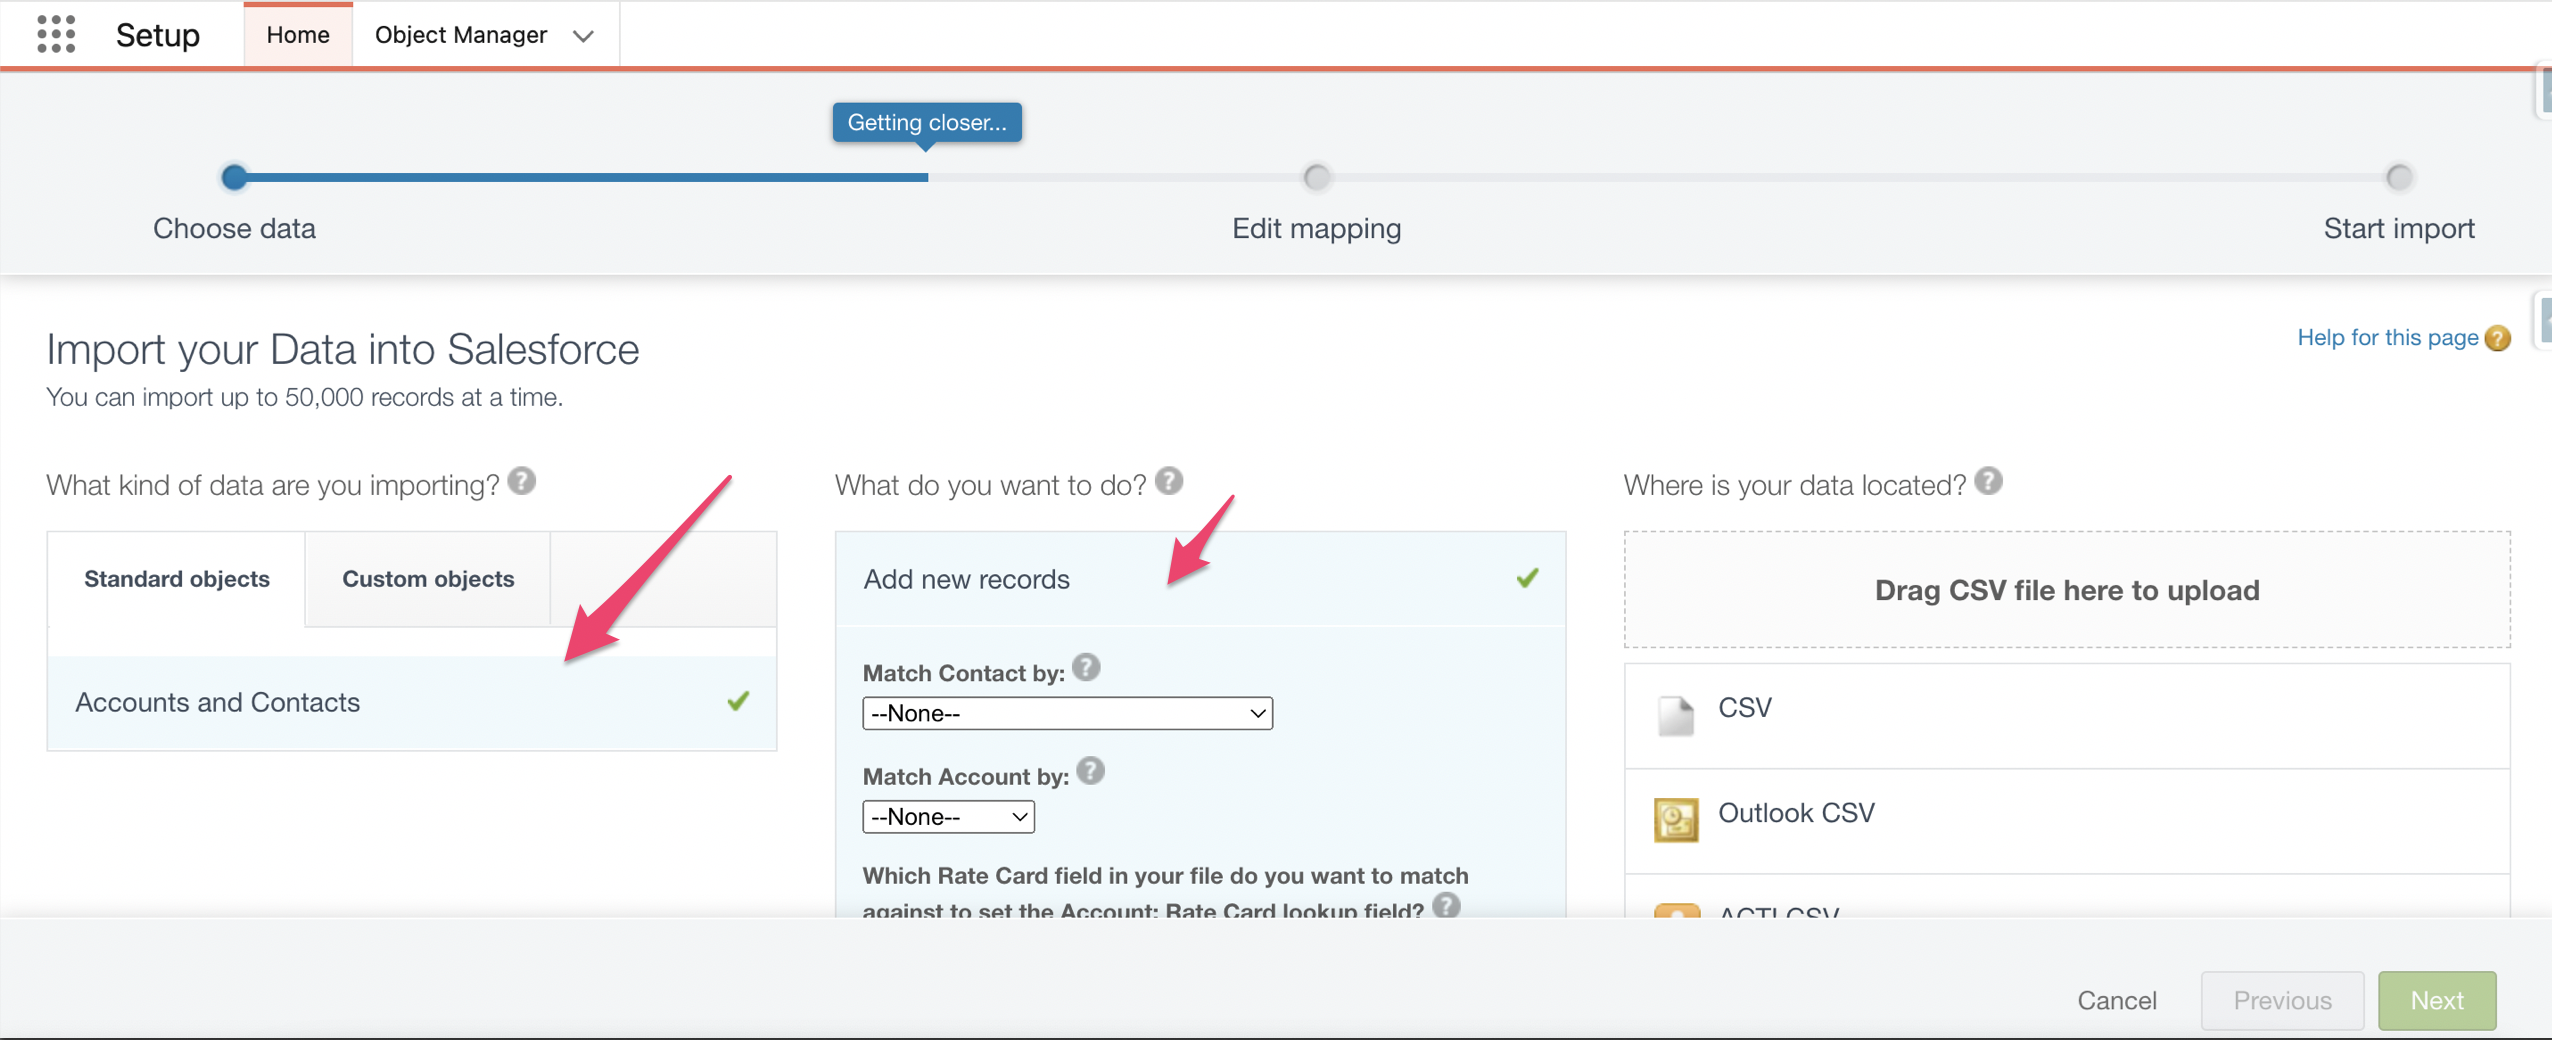 Setup
Home
Object Manager
Getting closer...
Choose data
Edit mapping
Start import
Import your Data into Salesforce
You can import up to 50,000 records at a time.
Help for this page ?
What kind of data are you importing? ?
Standard objects
Custom objects
Accounts and Contacts
What do you want to do? ?
Add new records
Match Contact by: ?
--None--
Match Account by: ?
--None--
Which Rate Card field in your file do you want to match
against to set the Account: Rate Card lookup field? ?
Where is your data located? ?
Drag CSV file here to upload
CSV
Outlook CSV
ACT! CSV
Cancel
Previous
Next